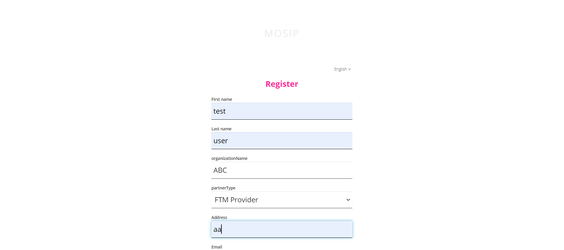 MOSIP
English
Register
First name
test
Last name
user
organizationName
ABC
partnerType
FTM Provider
Address
aa
Email